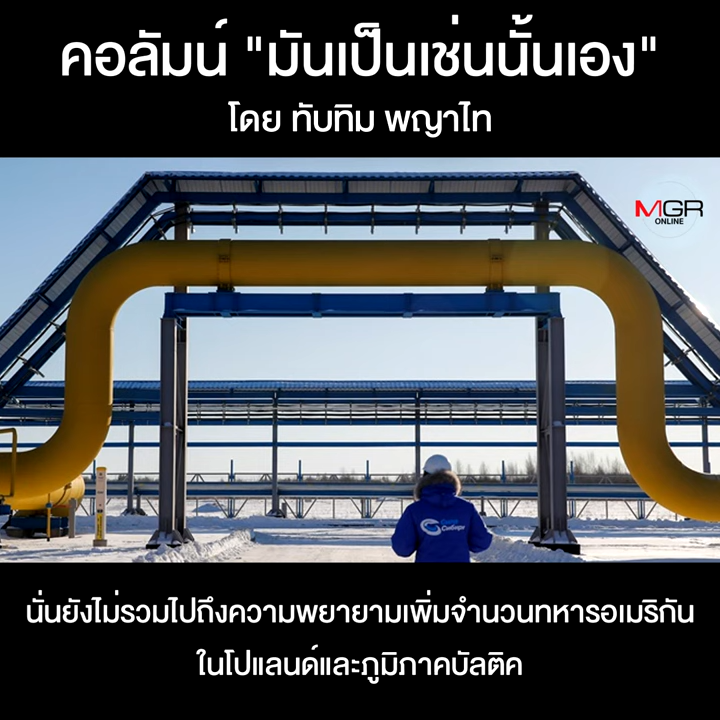 คอลัมน์ "มันเป็นเช่นนั้นเอง"
โดย ทับทิม พญาไท
MGR
ONLINE
Сила
Сибири
นั่นยังไม่รวมไปถึงความพยายามเพิ่มจำนวนทหารอเมริกัน
ในโปแลนด์และภูมิภาคบัลติค